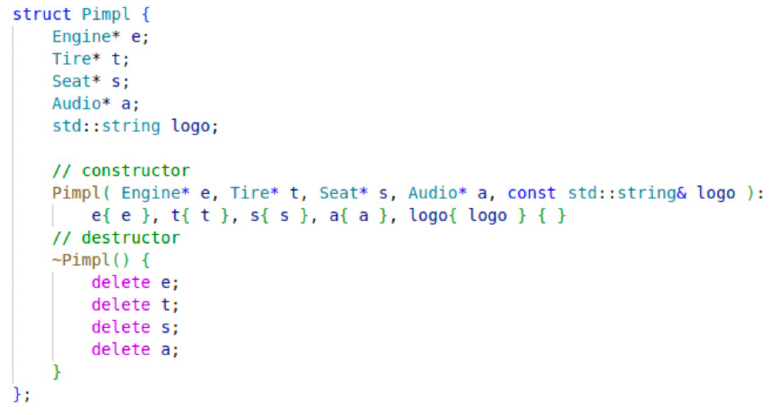 struct Pimpl {
    Engine* e;
    Tire* t;
    Seat* s;
    Audio* a;
    std::string logo;

    // constructor
    Pimpl( Engine* e, Tire* t, Seat* s, Audio* a, const std::string& logo ):
        e{ e }, t{ t }, s{ s }, a{ a }, logo{ logo } { }
    // destructor
    ~Pimpl() {
        delete e;
        delete t;
        delete s;
        delete a;
    }
};